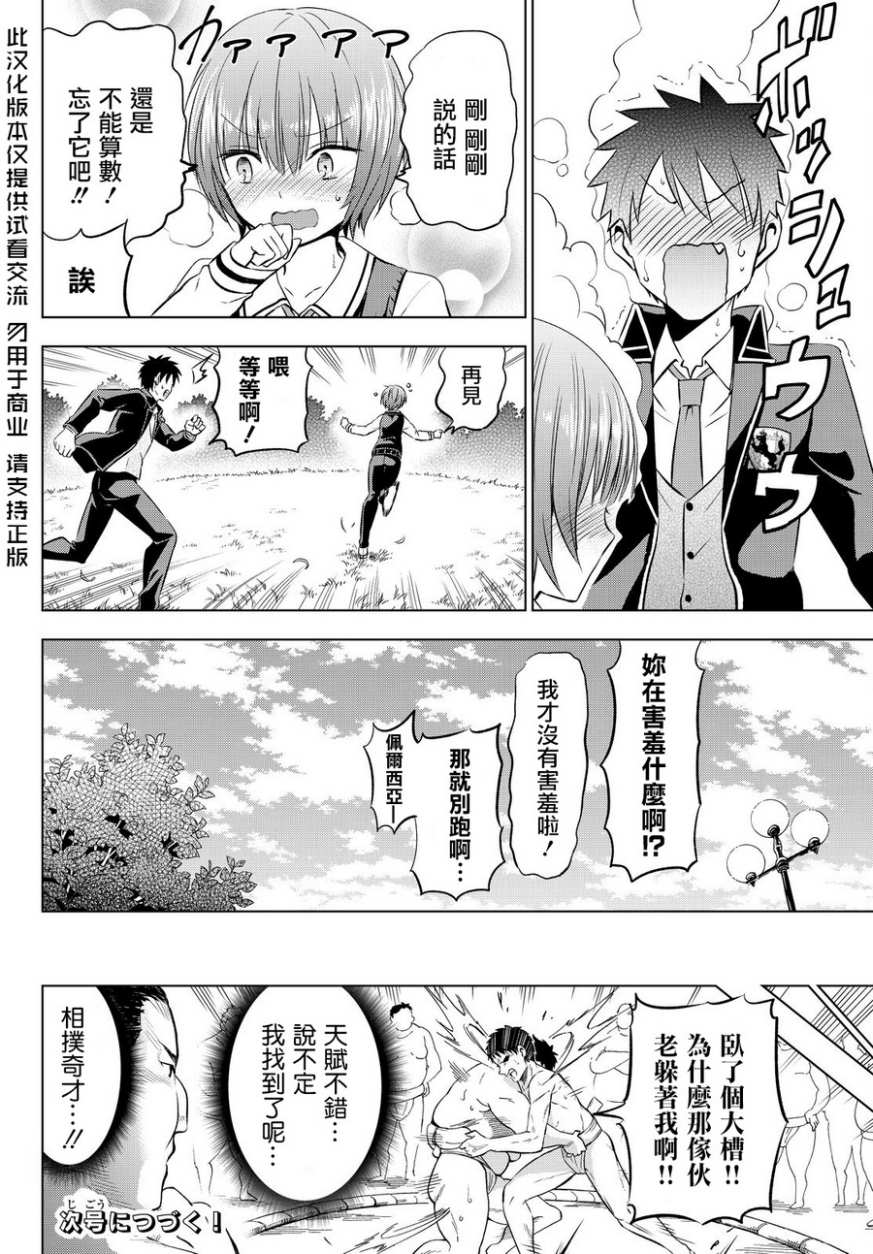 ボッシュゥゥ
剛剛剛
說的話
還是
不能算數！
忘了它吧!!
カァァァァ
誒
再見
喂
等等啊！
妳在害羞什麼啊!?
我才沒有害羞啦！
那就別跑啊…
佩爾西亞—
臥了個大槽!!
為什麼那傢伙
老躲著我啊!!
天賦不錯…
說不定
我找到了呢…
相撲奇才…!!
じごう
次号につづく！
此汉化版本仅提供试看交流 勿用于商业 请支持正版